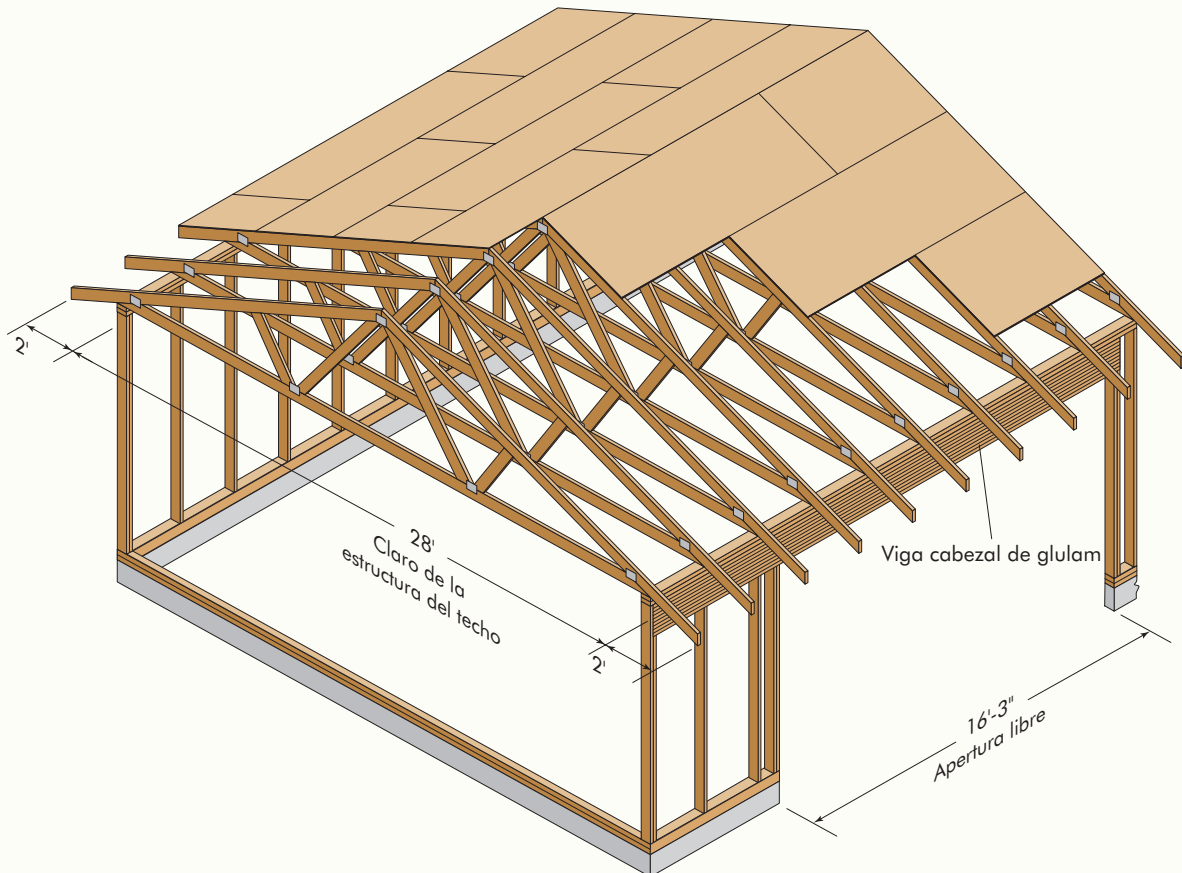 2'
28'
Claro de la
estructura del techo
2'
Viga cabezal de glulam
16'-3"
Apertura libre